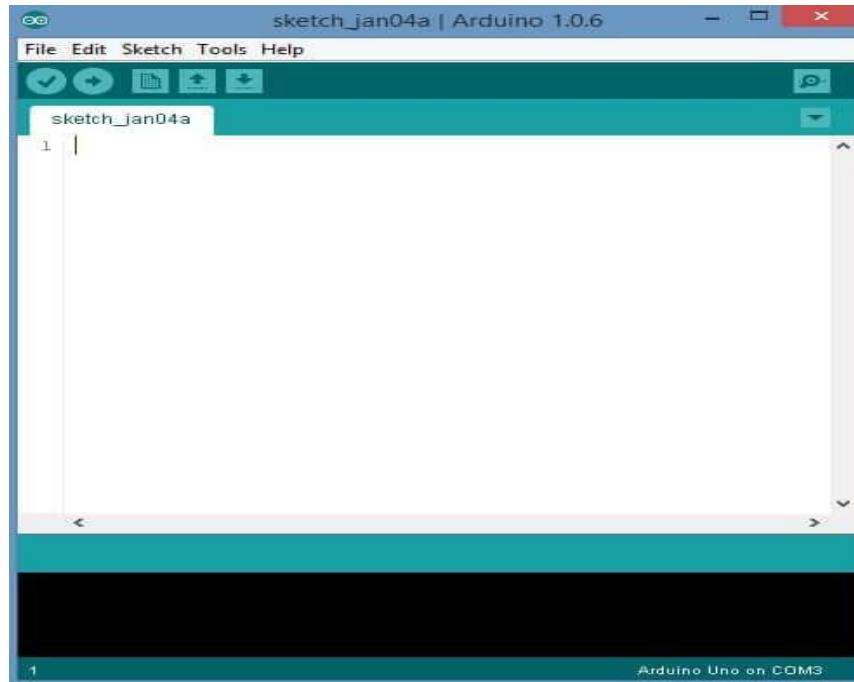 sketch_jan04a | Arduino 1.0.6
File Edit Sketch Tools Help
sketch_jan04a
1
1
Arduino Uno on COM3